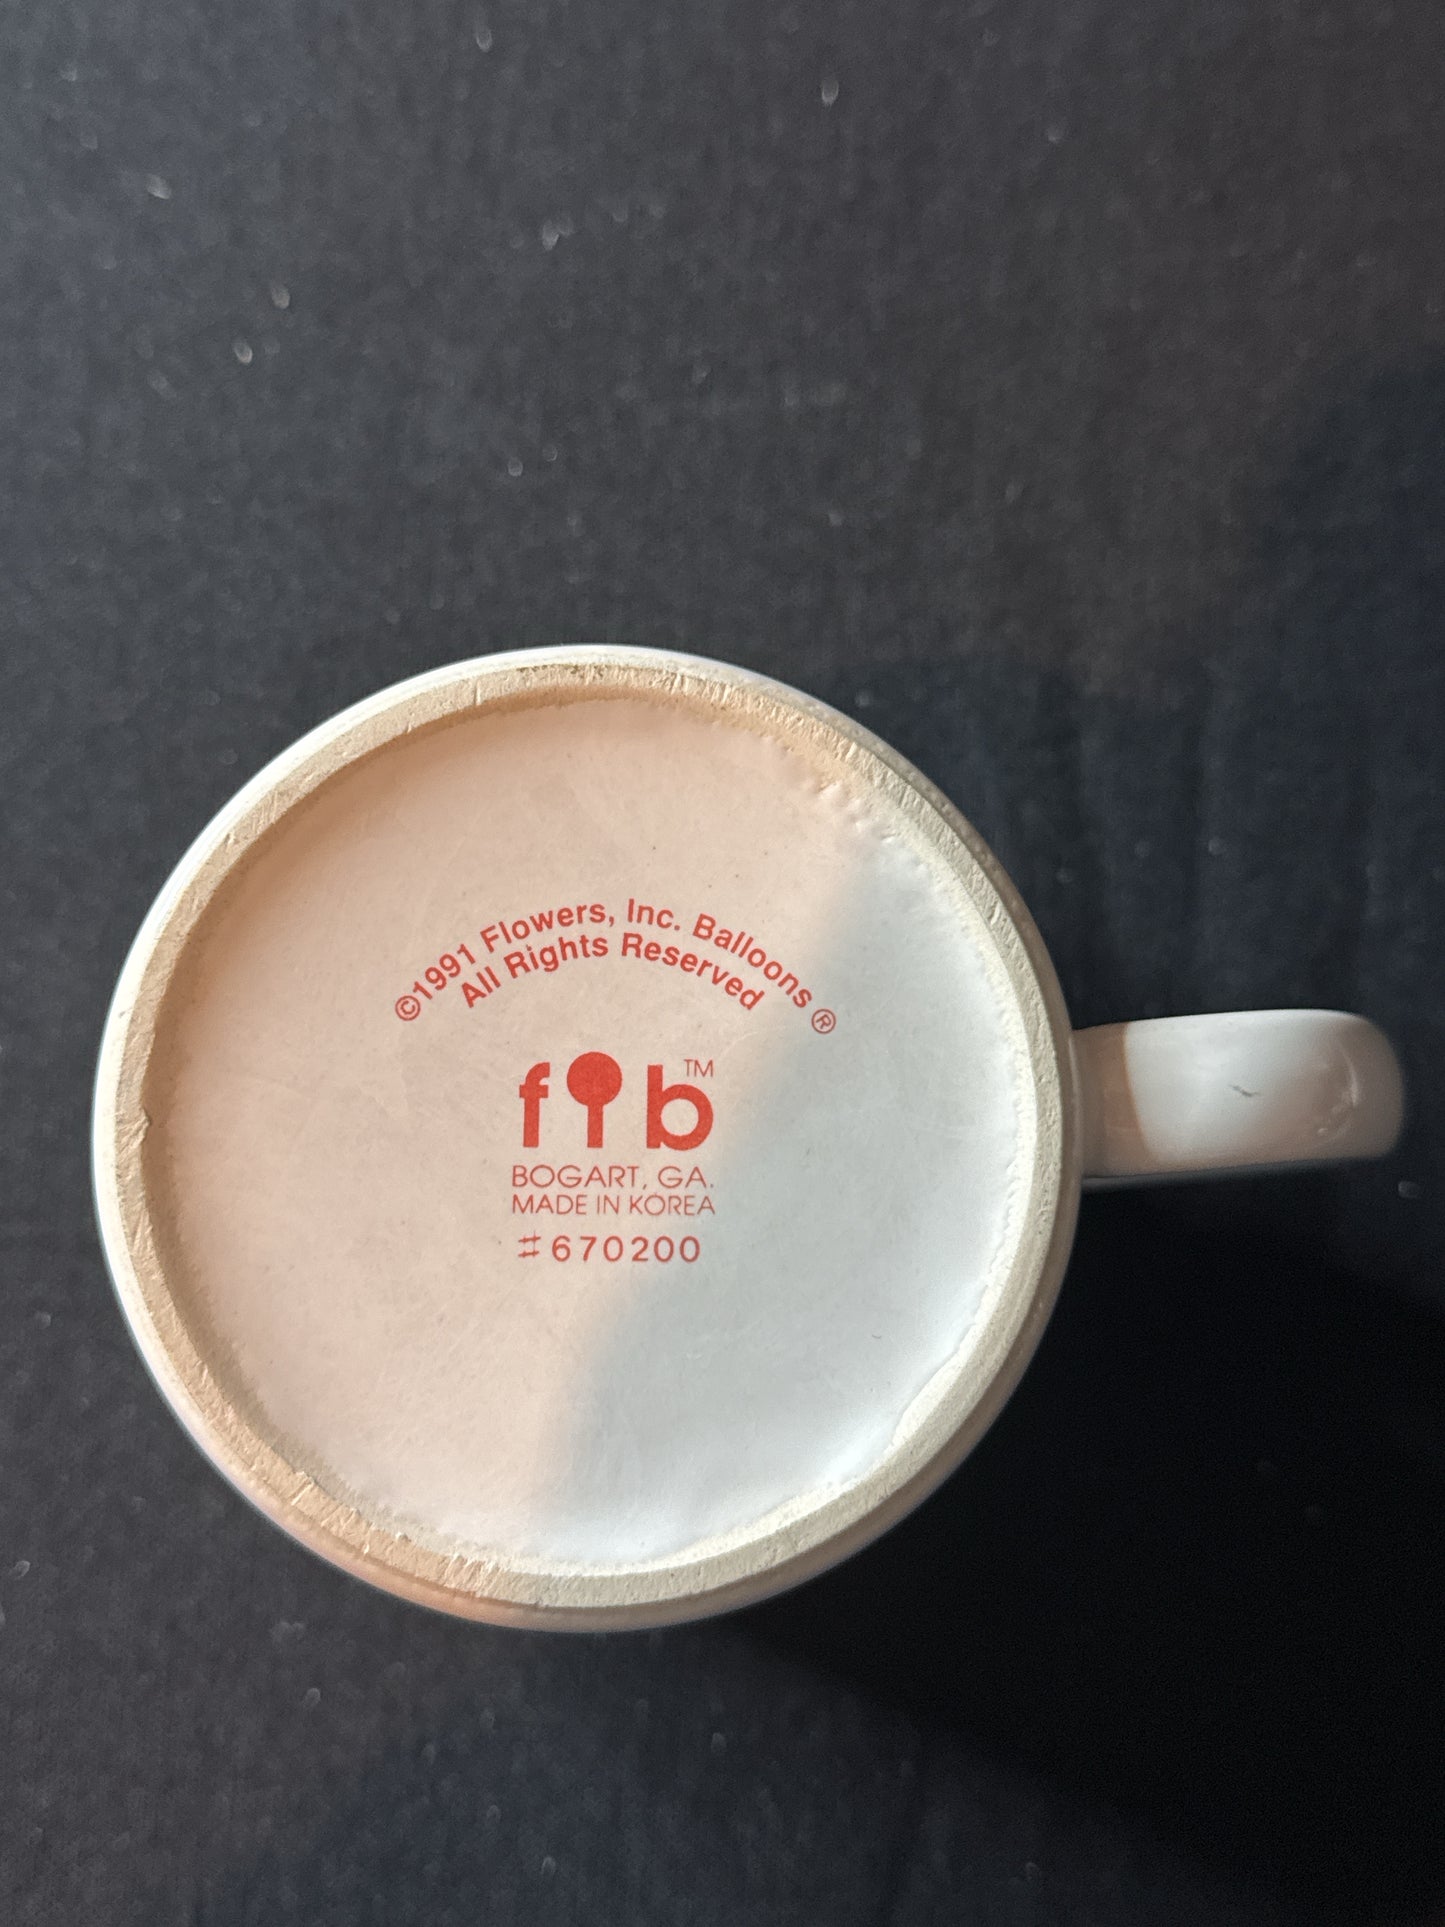 ©1991 Flowers, Inc. Balloons ®
All Rights Reserved
fib™
BOGART, GA.
MADE IN KOREA
#670200